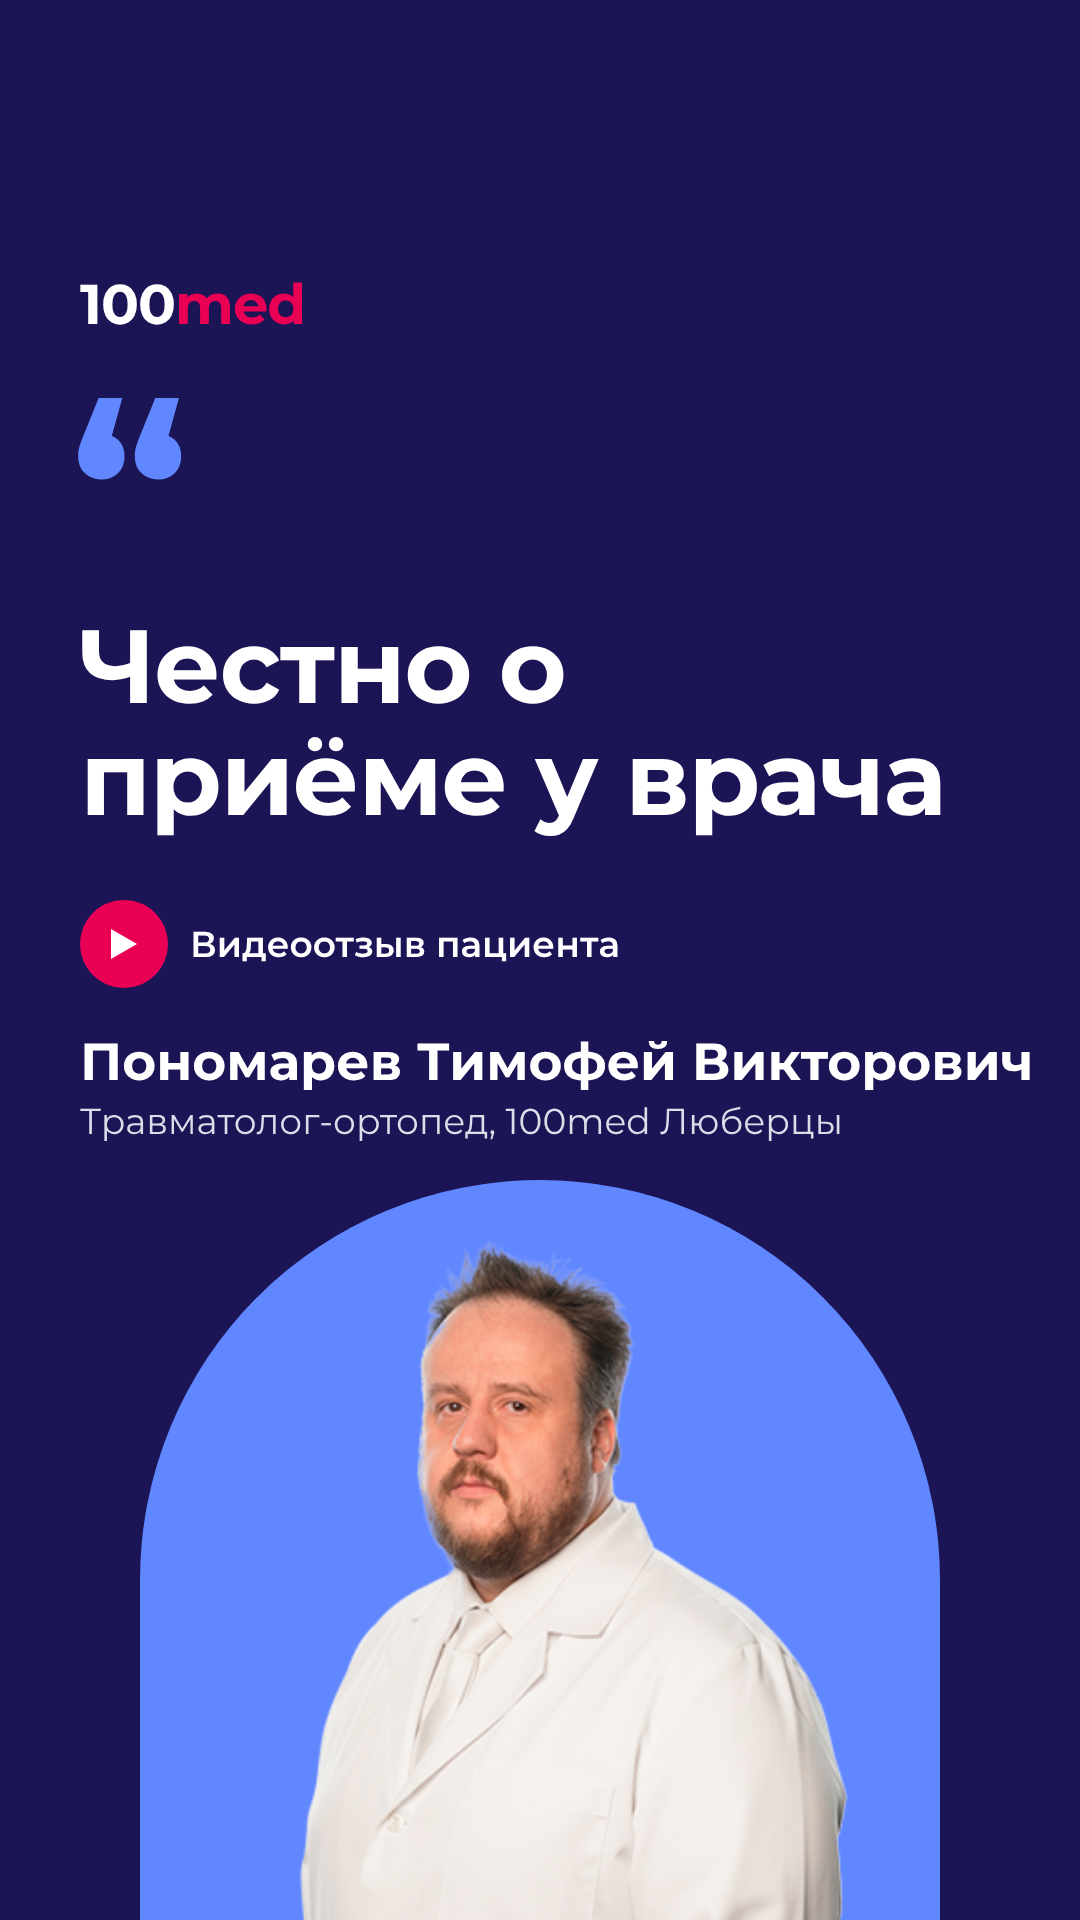 100med
“
Честно о
приёме у врача
Видеоотзыв пациента
Пономарев Тимофей Викторович
Травматолог-ортопед, 100med Люберцы